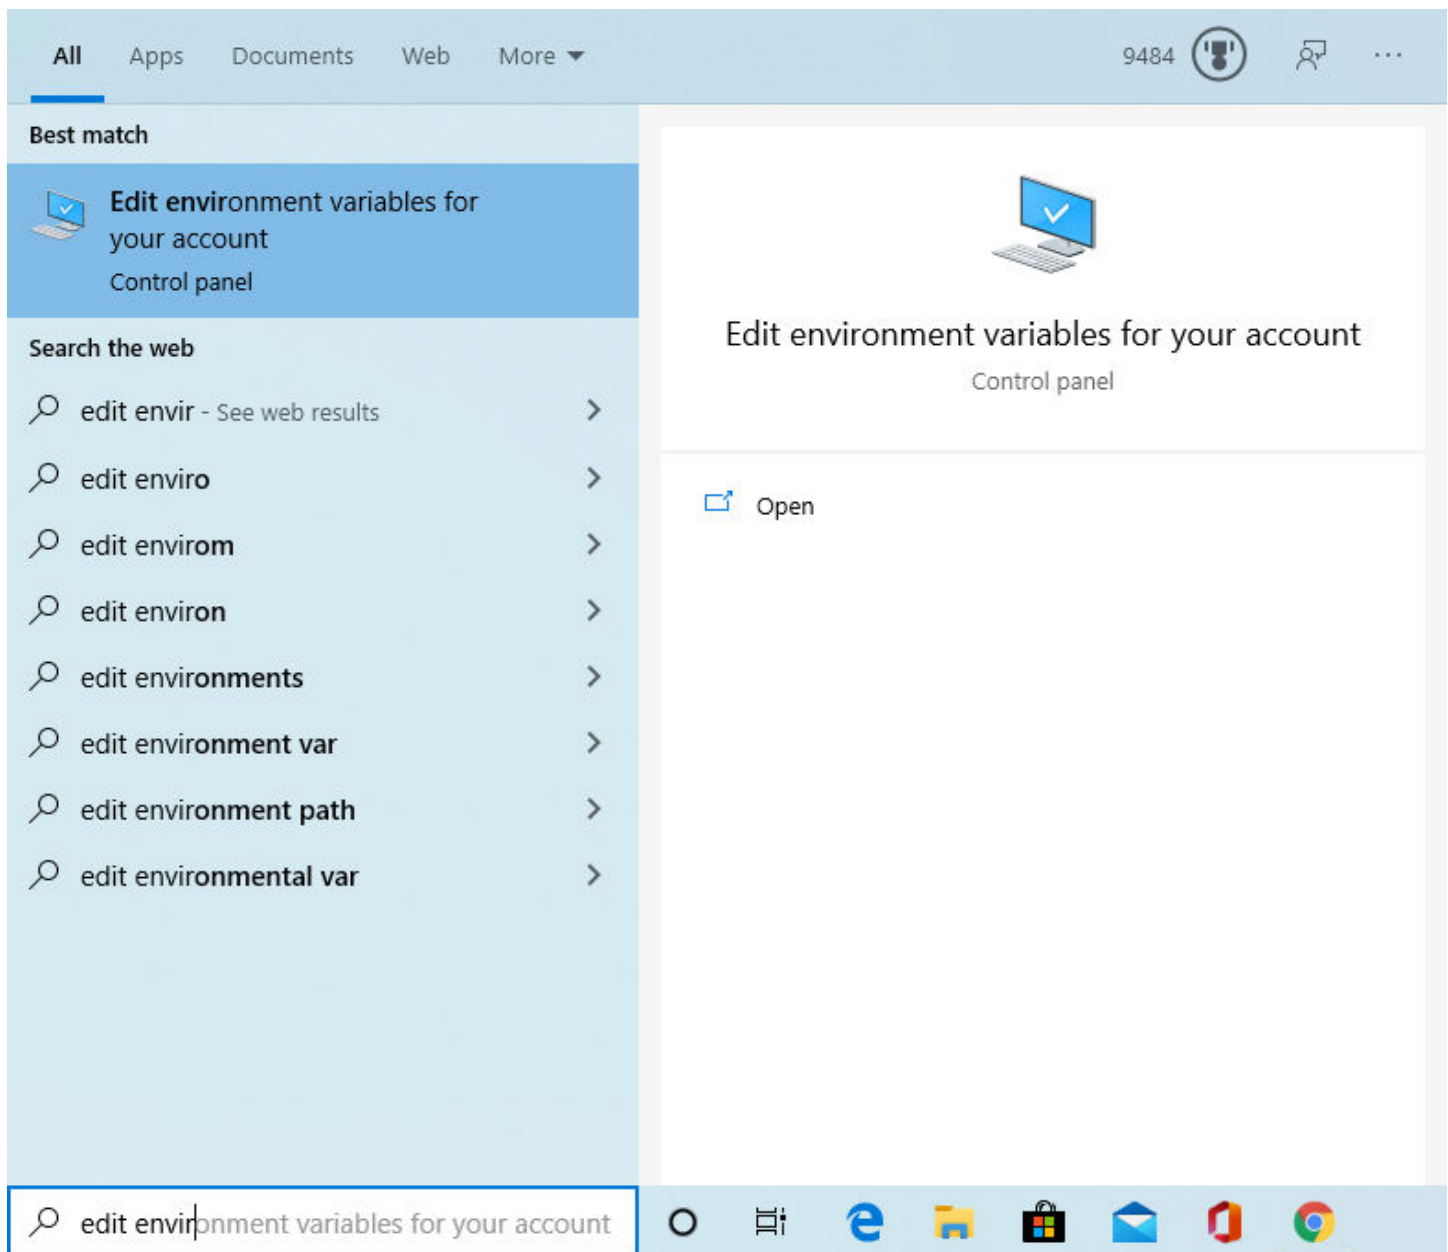 All Apps Documents Web More 9484
Best match
Edit environment variables for
your account
Control panel
Search the web
edit envir - See web results
edit enviro
edit envirom
edit environ
edit environments
edit environment var
edit environment path
edit environmental var
Edit environment variables for your account
Control panel
Open
edit environment variables for your account